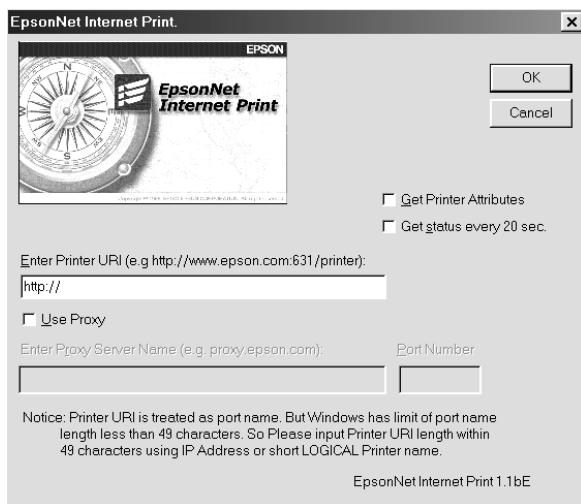 EpsonNet Internet Print.
EPSON
EpsonNet
Internet Print
N
W
S
OK
Cancel
Get Printer Attributes
Get status every 20 sec.
Enter Printer URI (e.g http://www.epson.com:631/printer):
http://
Use Proxy
Enter Proxy Server Name (e.g. proxy.epson.com):
Port Number
Notice: Printer URI is treated as port name. But Windows has limit of port name
length less than 49 characters. So Please input Printer URI length within
49 characters using IP Address or short LOGICAL Printer name.
EpsonNet Internet Print 1.1bE